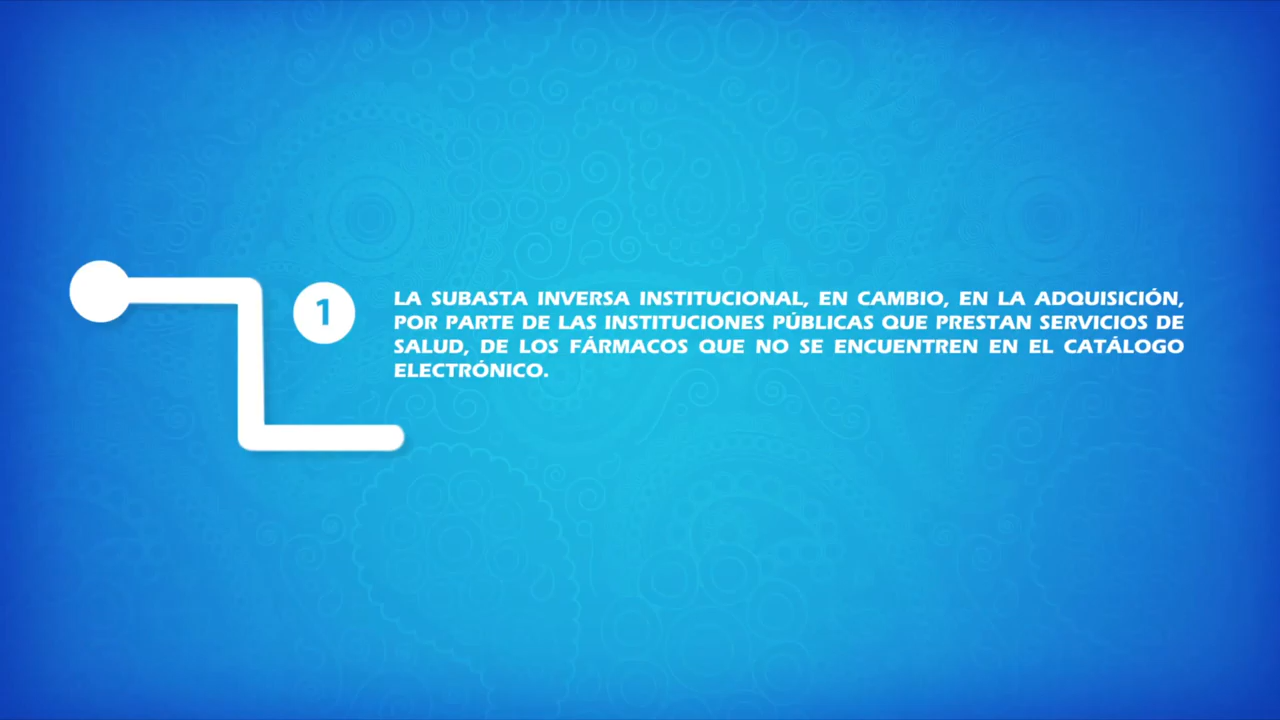 1
LA SUBASTA INVERSA INSTITUCIONAL, EN CAMBIO, EN LA ADQUISICIÓN,
POR PARTE DE LAS INSTITUCIONES PÚBLICAS QUE PRESTAN SERVICIOS DE
SALUD, DE LOS FÁRMACOS QUE NO SE ENCUENTREN EN EL CATÁLOGO
ELECTRÓNICO.